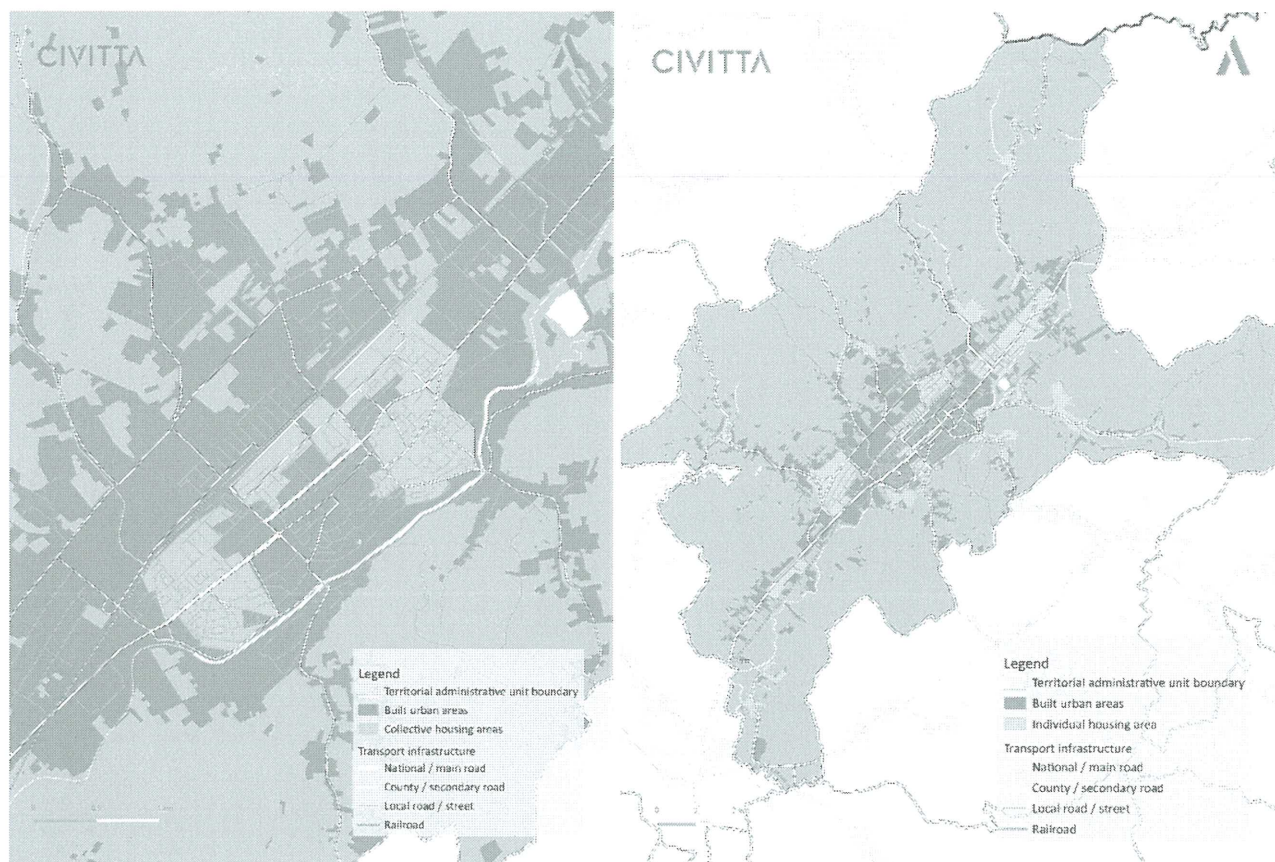 CIVITTA
Legend
Territorial administrative unit boundary
Built urban areas
Collective housing areas
Transport infrastructure
National / main road
County / secondary road
Local road / street
Railroad
CIVITTA
Legend
Territorial administrative unit boundary
Built urban areas
Individual housing area
Transport infrastructure
National / main road
County / secondary road
Local road / street
Railroad